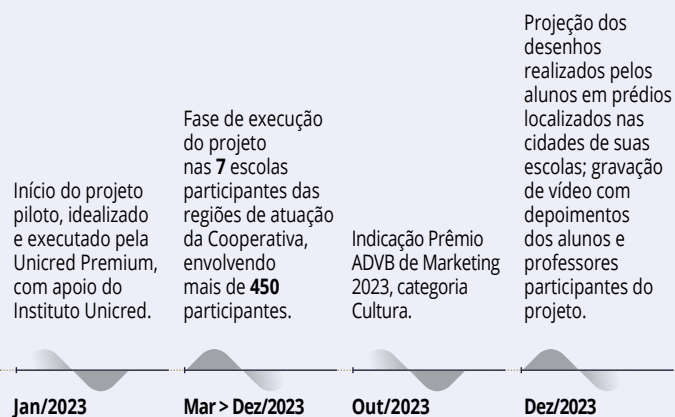 Início do projeto
piloto, idealizado
e executado pela
Unicred Premium,
com apoio do
Instituto Unicred.
Jan/2023
Fase de execução
do projeto
nas 7 escolas
participantes das
regiões de atuação
da Cooperativa,
envolvendo
mais de 450
participantes.
Mar > Dez/2023
Indicação Prêmio
ADVB de Marketing
2023, categoria
Cultura.
Out/2023
Projeção dos
desenhos
realizados pelos
alunos em prédios
localizados nas
cidades de suas
escolas; gravação
de vídeo com
depoimentos
dos alunos e
professores
participantes do
projeto.
Dez/2023